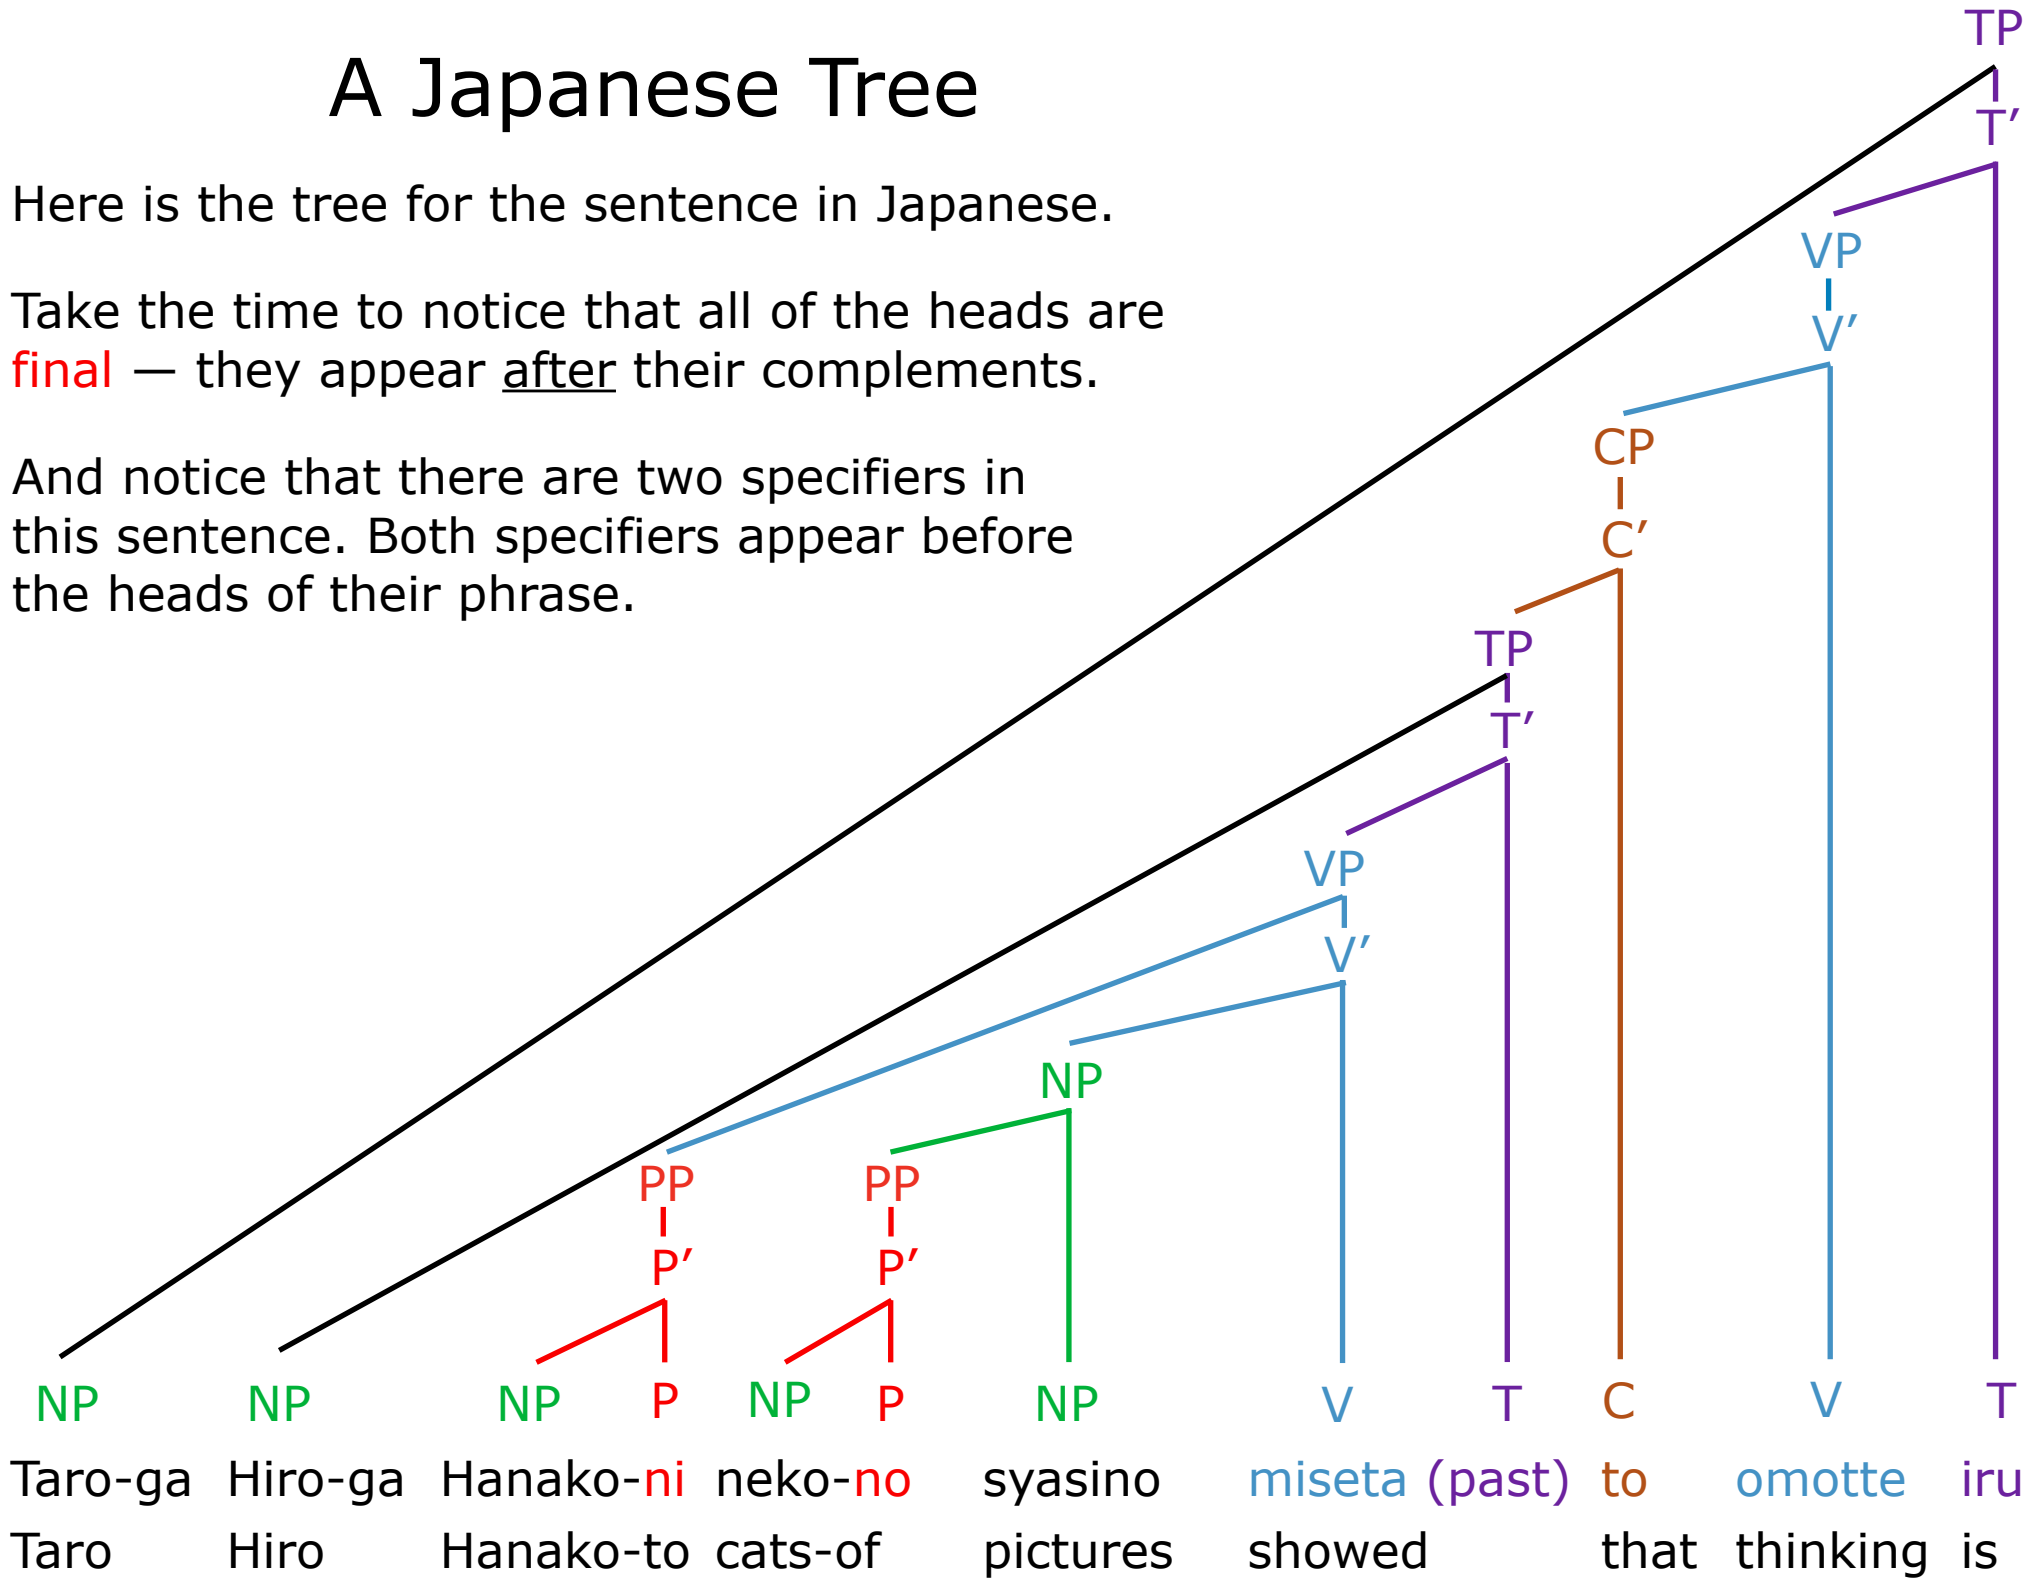 A Japanese Tree
Here is the tree for the sentence in Japanese.
Take the time to notice that all of the heads are
final — they appear after their complements.
And notice that there are two specifiers in
this sentence. Both specifiers appear before
the heads of their phrase.
TP
T’
VP
V’
CP
C’
TP
T’
VP
V’
NP
PP PP
P’ P’
NP NP NP P NP P NP V T C V T
Taro-ga Hiro-ga Hanako-ni neko-no syasino miseta (past) to omotte iru
Taro Hiro Hanako-to cats-of pictures showed that thinking is